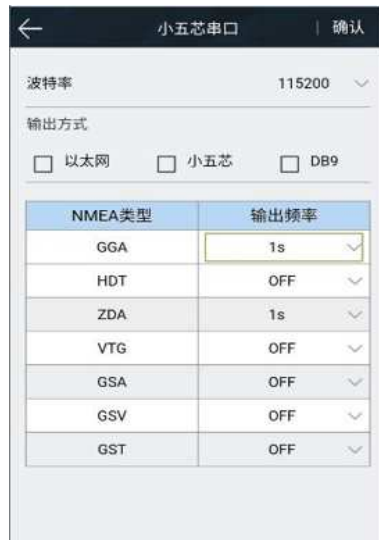 小五芯串口 | 确认
波特率 115200
输出方式
以太网 小五芯 DB9
NMEA类型 输出频率
GGA 1s
HDT OFF
ZDA 1s
VTG OFF
GSA OFF
GSV OFF
GST OFF